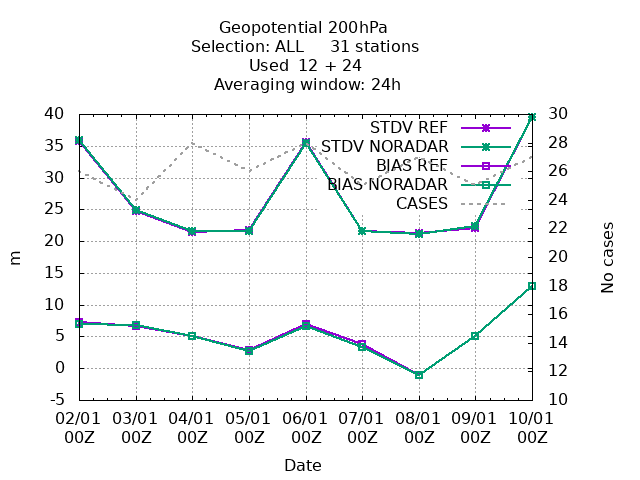 Geopotential 200hPa
Selection: ALL 31 stations
Used 12 + 24
Averaging window: 24h
40
35
30
25
20
15
10
5
0
-5
m
STDV REF
STDV NORADAR
BIAS REF
BIAS NORADAR
CASES
30
28
26
24
22
20
18
16
14
12
10
No cases
02/01 03/01 04/01 05/01 06/01 07/01 08/01 09/01 10/01
00Z 00Z 00Z 00Z 00Z 00Z 00Z 00Z 00Z
Date